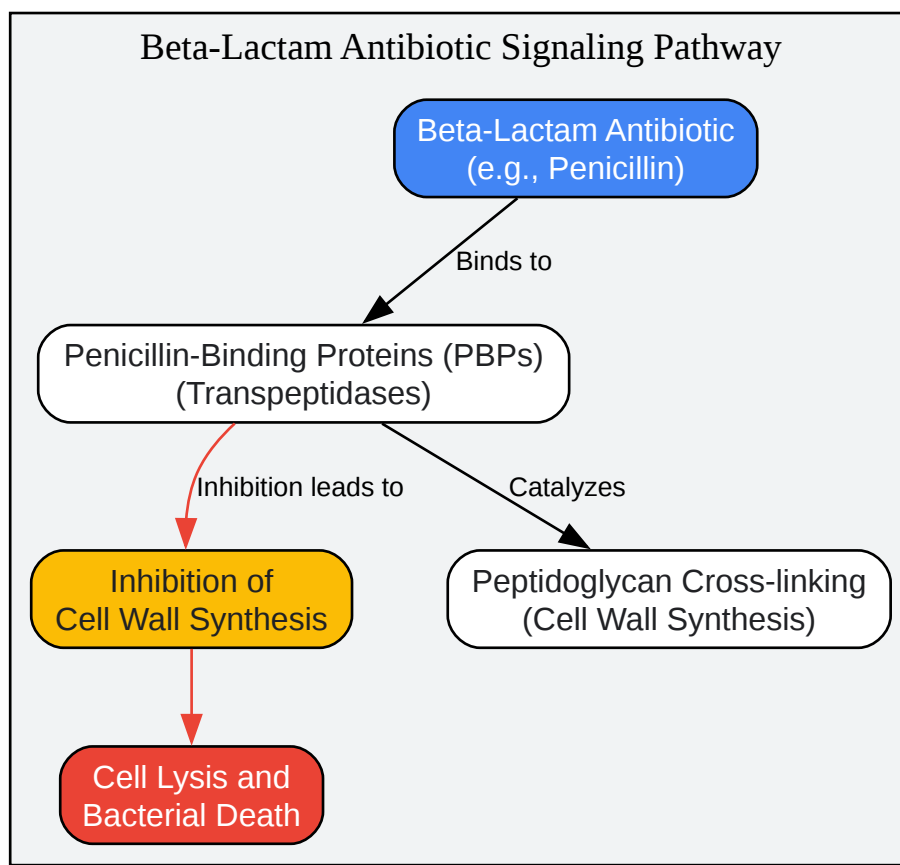 Beta-Lactam Antibiotic Signaling Pathway
Beta-Lactam Antibiotic
(e.g., Penicillin)
Binds to
Penicillin-Binding Proteins (PBPs)
(Transpeptidases)
Inhibition leads to
Catalyzes
Inhibition of
Cell Wall Synthesis
Peptidoglycan Cross-linking
(Cell Wall Synthesis)
Cell Lysis and
Bacterial Death